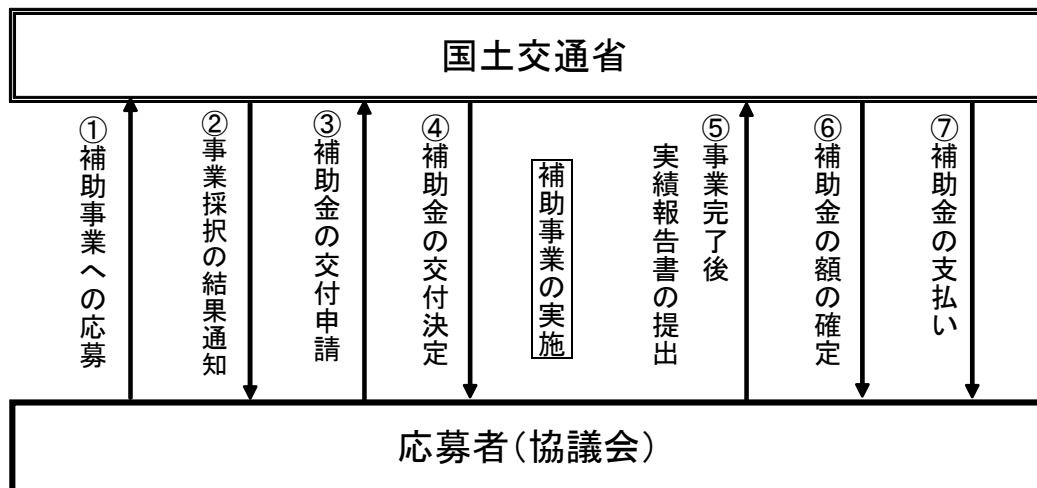 国土交通省
①補助事業への応募
②事業採択の結果通知
③補助金の交付申請
④補助金の交付決定
補助事業の実施
⑤事業完了後
実績報告書の提出
⑥補助金の額の確定
⑦補助金の支払い
応募者（協議会）